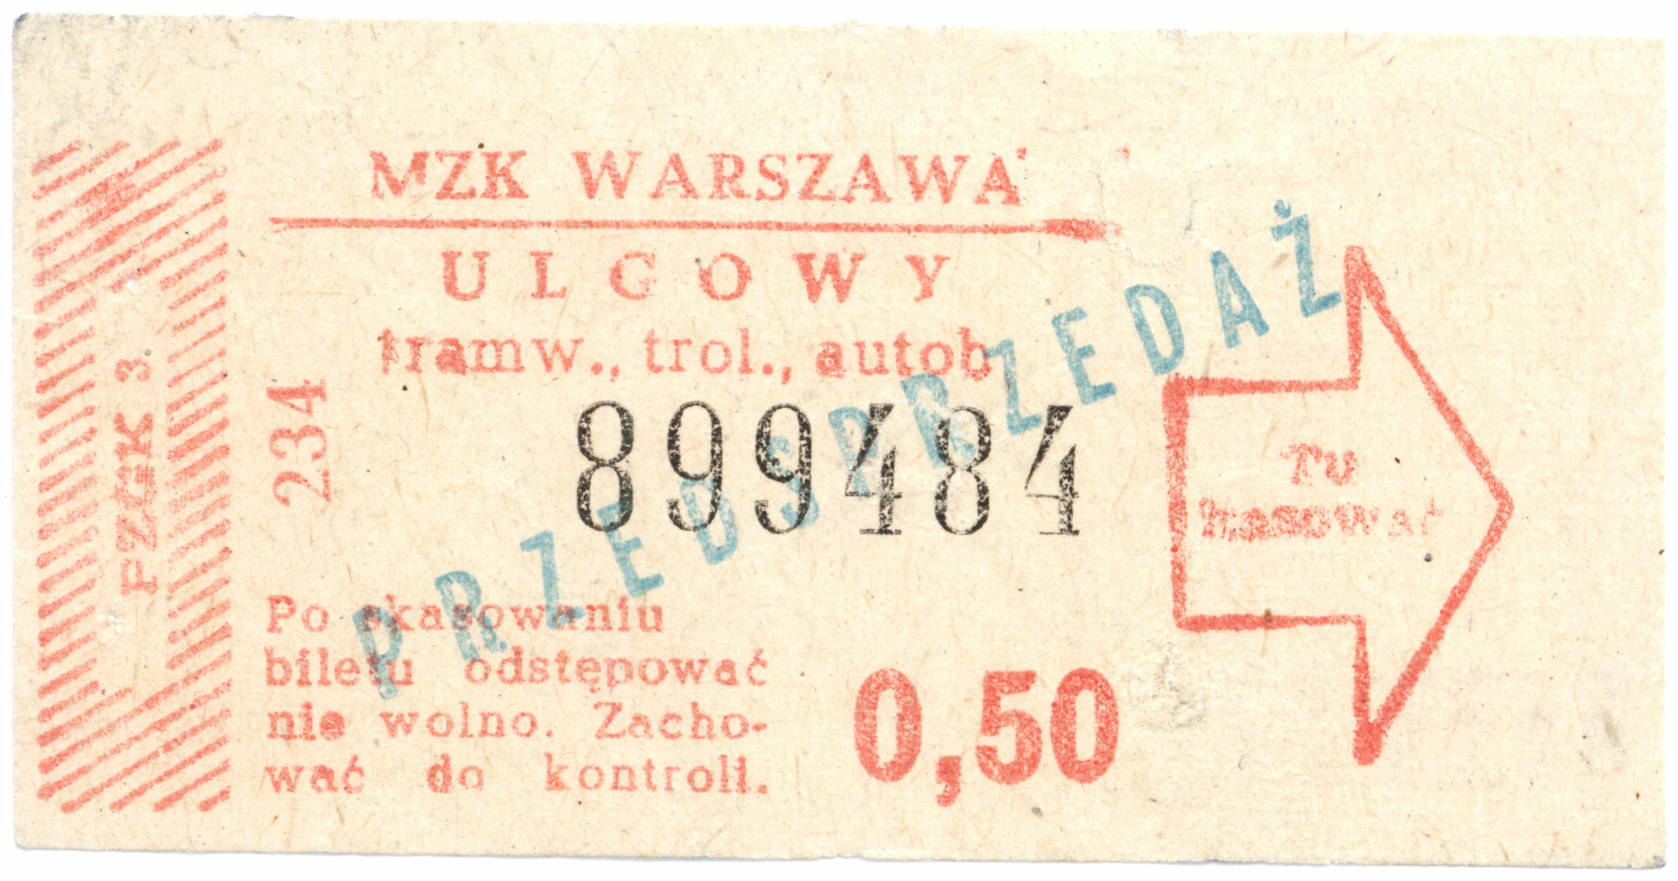 MZK WARSZAWA
ULGOWY
tramw., trol., autob.
899484
PRZEDSPRZEDAŻ
234
PZGK 3
Tu
kasować
Po skasowaniu
biletu odstępować
nie wolno. Zacho-
wać do kontroli.
0,50